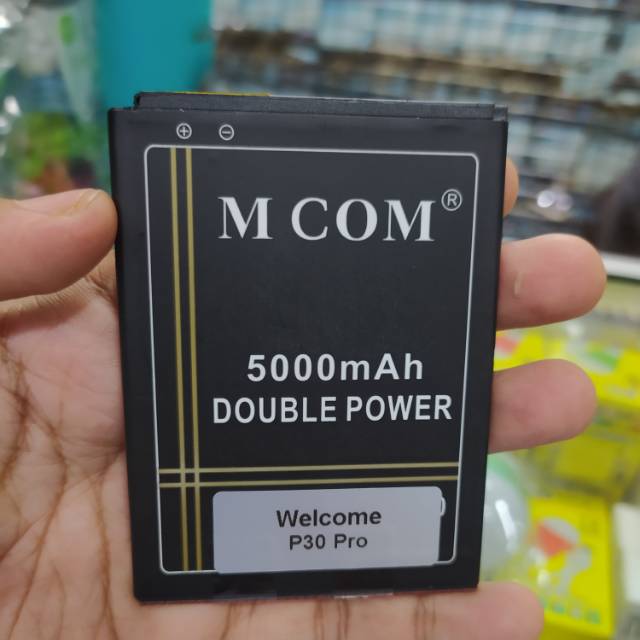 ⊕ ⊖
M COM®
5000mAh
DOUBLE POWER
Welcome
P30 Pro